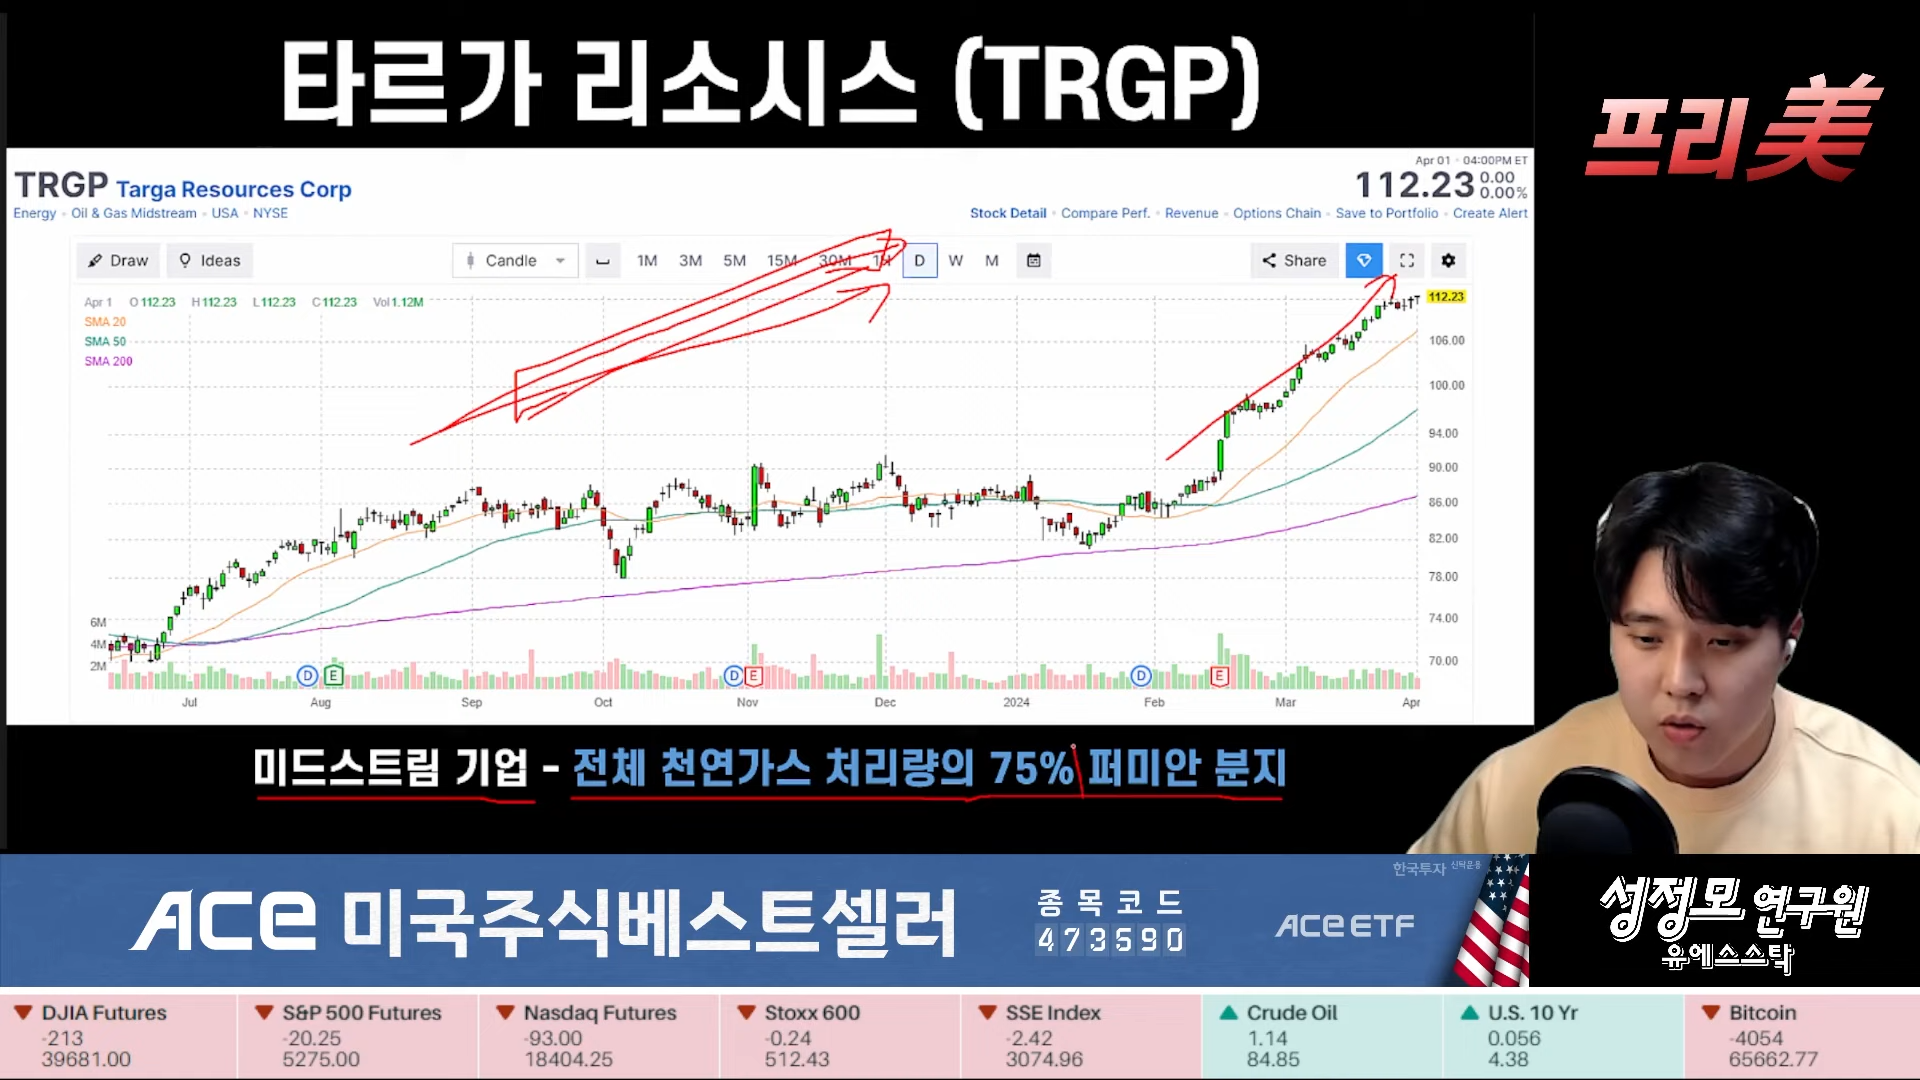 타르가 리소시스 (TRGP)
프리美
Apr 01 · 04:00PM ET
TRGP Targa Resources Corp
112.23 0.00 0.00%
Energy · Oil & Gas Midstream · USA · NYSE
Stock Detail · Compare Perf. · Revenue · Options Chain · Save to Portfolio · Create Alert
Draw Ideas Candle 1M 3M 5M 15M 30M 1H D W M Share
Apr 1 O 112.23 H 112.23 L 112.23 C 112.23 Vol 1.12M
112.23
SMA 20
SMA 50
SMA 200
106.00
100.00
94.00
90.00
86.00
82.00
78.00
74.00
70.00
6M
4M
2M
D E D E D E
Jul Aug Sep Oct Nov Dec 2024 Feb Mar Apr
미드스트림 기업 - 전체 천연가스 처리량의 75% 퍼미안 분지
한국투자 신탁운용
ACE 미국주식베스트셀러
종목코드
473590
ACE ETF
성정모 연구원
유에스스탁
DJIA Futures
-213
39681.00
S&P 500 Futures
-20.25
5275.00
Nasdaq Futures
-93.00
18404.25
Stoxx 600
-0.24
512.43
SSE Index
-2.42
3074.96
Crude Oil
1.14
84.85
U.S. 10 Yr
0.056
4.38
Bitcoin
-4054
65662.77